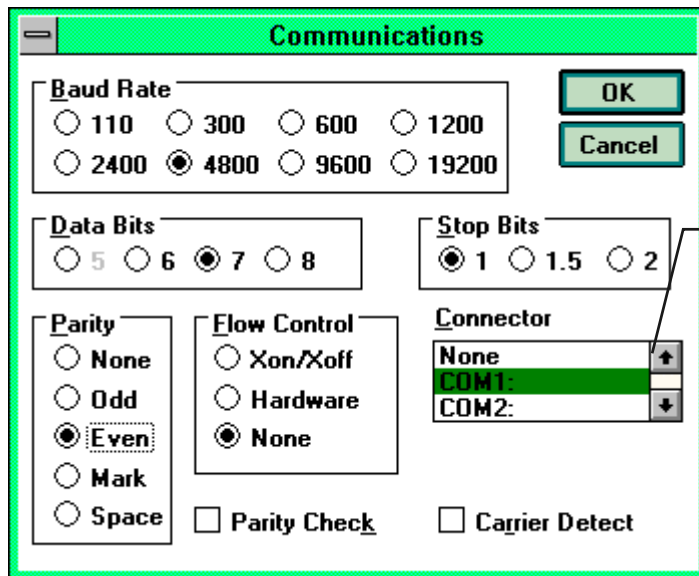 Communications
Baud Rate
110 300 600 1200
2400 4800 9600 19200
OK
Cancel
Data Bits
5 6 7 8
Stop Bits
1 1.5 2
Parity
None
Odd
Even
Mark
Space
Flow Control
Xon/Xoff
Hardware
None
Connector
None
COM1:
COM2:
Parity Check
Carrier Detect